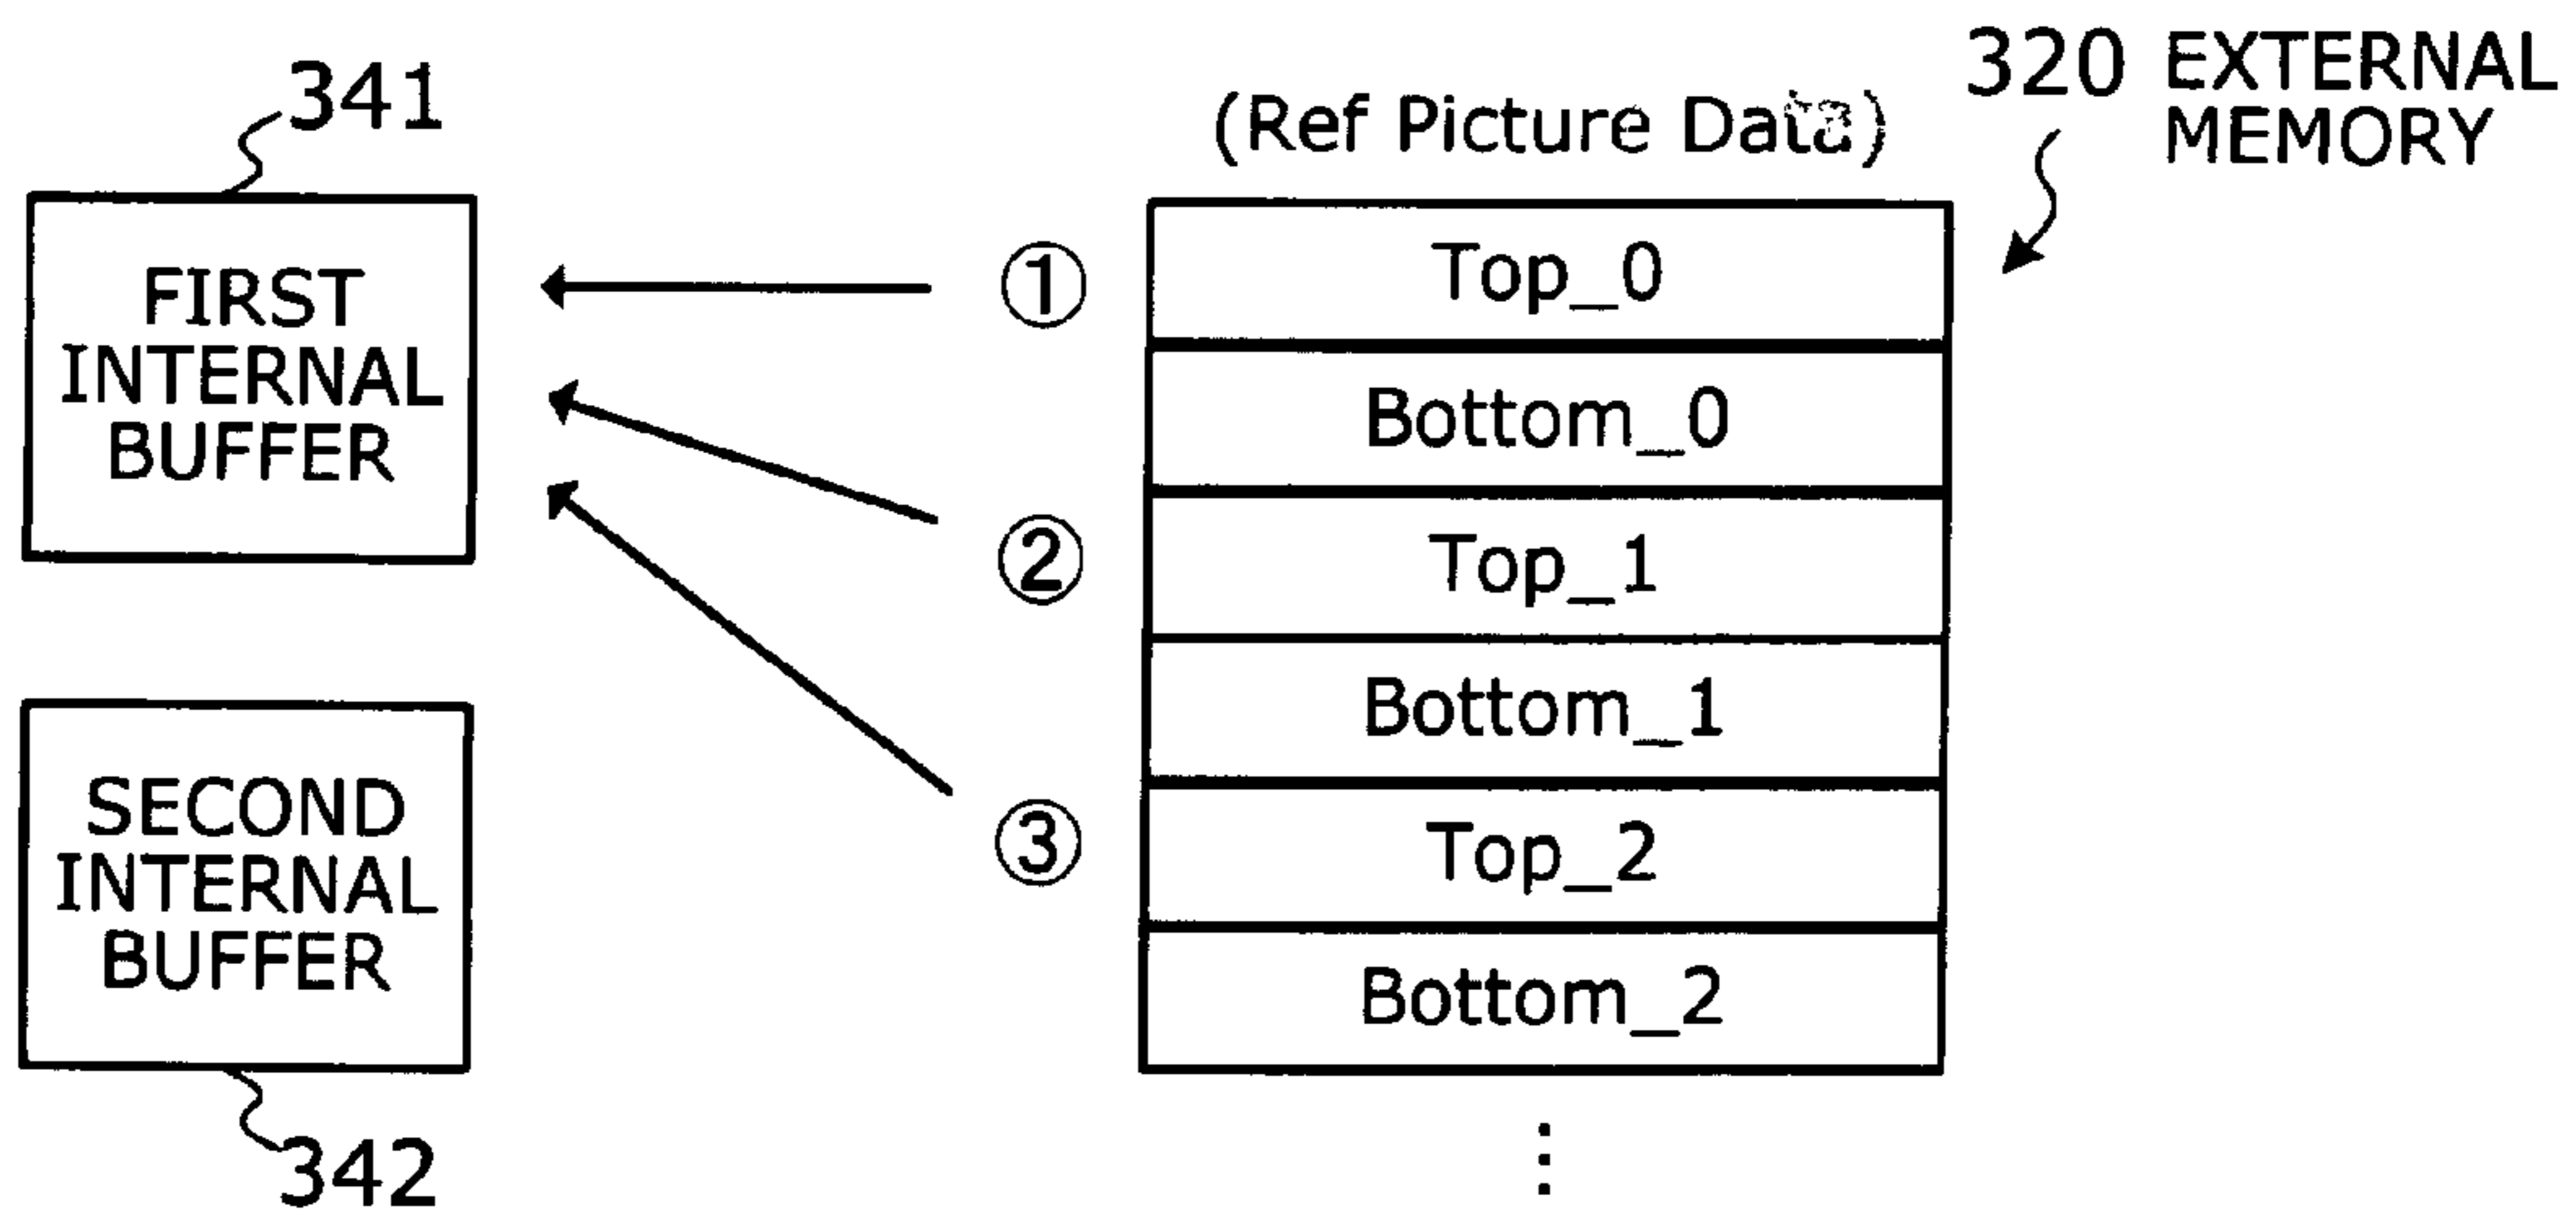 341
FIRST
INTERNAL
BUFFER
SECOND
INTERNAL
BUFFER
342
(Ref Picture Data)
320 EXTERNAL
MEMORY
① Top_0
Bottom_0
② Top_1
Bottom_1
③ Top_2
Bottom_2
⋮